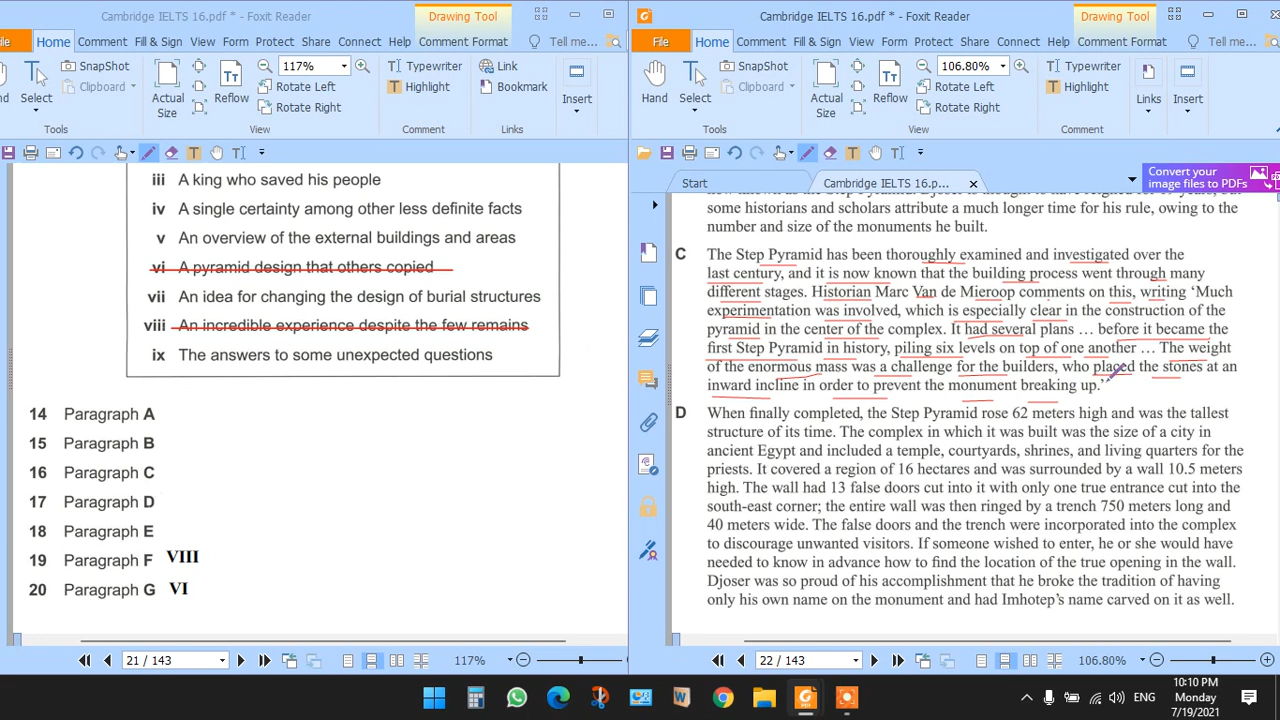 Cambridge IELTS 16.pdf * - Foxit Reader
Drawing Tool
File
Home
Comment
Fill & Sign
View
Form
Protect
Share
Connect
Help
Comment Format
Tell me...
SnapShot
Clipboard
Select
Actual Size
Reflow
117%
Rotate Left
Rotate Right
Typewriter
Highlight
Link
Bookmark
Insert
Tools
View
Comment
Links
iii A king who saved his people
iv A single certainty among other less definite facts
v An overview of the external buildings and areas
vi A pyramid design that others copied
vii An idea for changing the design of burial structures
viii An incredible experience despite the few remains
ix The answers to some unexpected questions
14 Paragraph A
15 Paragraph B
16 Paragraph C
17 Paragraph D
18 Paragraph E
19 Paragraph F VIII
20 Paragraph G VI
21 / 143
117%
Cambridge IELTS 16.pdf * - Foxit Reader
Drawing Tool
File
Home
Comment
Fill & Sign
View
Form
Protect
Share
Connect
Help
Comment Format
Tell me...
Hand
Select
SnapShot
Clipboard
Actual Size
Reflow
106.80%
Rotate Left
Rotate Right
Typewriter
Highlight
Links
Insert
Tools
View
Comment
Start
Cambridge IELTS 16.p...
Convert your
image files to PDFs
some historians and scholars attribute a much longer time for his rule, owing to the
number and size of the monuments he built.
C The Step Pyramid has been thoroughly examined and investigated over the
last century, and it is now known that the building process went through many
different stages. Historian Marc Van de Mieroop comments on this, writing ‘Much
experimentation was involved, which is especially clear in the construction of the
pyramid in the center of the complex. It had several plans … before it became the
first Step Pyramid in history, piling six levels on top of one another … The weight
of the enormous mass was a challenge for the builders, who placed the stones at an
inward incline in order to prevent the monument breaking up.’
D When finally completed, the Step Pyramid rose 62 meters high and was the tallest
structure of its time. The complex in which it was built was the size of a city in
ancient Egypt and included a temple, courtyards, shrines, and living quarters for the
priests. It covered a region of 16 hectares and was surrounded by a wall 10.5 meters
high. The wall had 13 false doors cut into it with only one true entrance cut into the
south-east corner; the entire wall was then ringed by a trench 750 meters long and
40 meters wide. The false doors and the trench were incorporated into the complex
to discourage unwanted visitors. If someone wished to enter, he or she would have
needed to know in advance how to find the location of the true opening in the wall.
Djoser was so proud of his accomplishment that he broke the tradition of having
only his own name on the monument and had Imhotep’s name carved on it as well.
22 / 143
106.80%
ENG
10:10 PM
Monday
7/19/2021